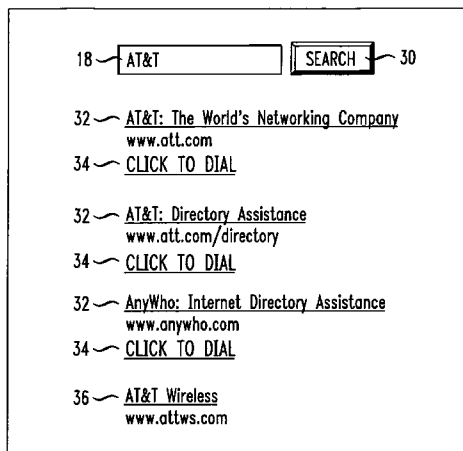 18 AT&T SEARCH 30
32 AT&T: The World's Networking Company
www.att.com
34 CLICK TO DIAL
32 AT&T: Directory Assistance
www.att.com/directory
34 CLICK TO DIAL
32 AnyWho: Internet Directory Assistance
www.anywho.com
34 CLICK TO DIAL
36 AT&T Wireless
www.attws.com